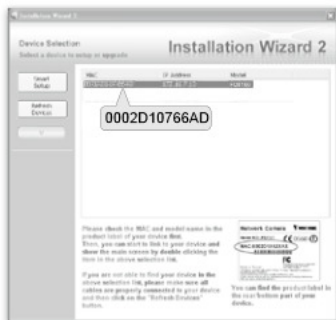 Installation Wizard 2
Device Selection
Select a device to setup or upgrade
Installation Wizard 2
Smart
Setup
Refresh
Devices
MAC IP Address Model
0002D10766AD
Please check the MAC and model name in the
product label of your device first.
Then, you can start to link to your device and
show the main screen by double clicking the
item in the above selection list.
If you are not able to find your device in the
above selection list, please make sure all
cables are properly connected to your device
and then click on the "Refresh Devices"
button.
Network Camera
You can find the product label in
the rear bottom part of your
device.